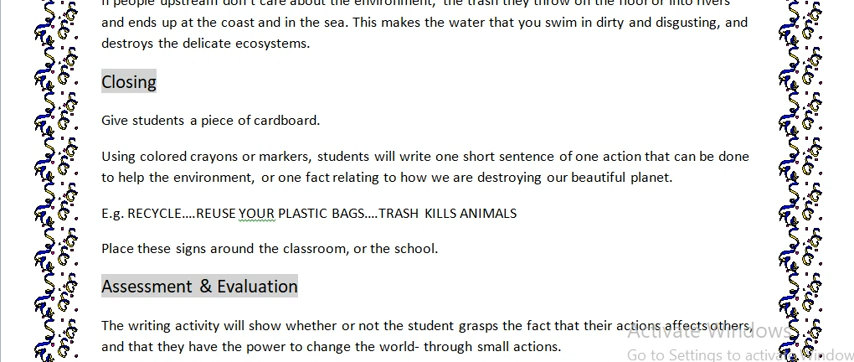 If people upstream don't care about the environment, the trash they throw on the floor or into rivers
and ends up at the coast and in the sea. This makes the water that you swim in dirty and disgusting, and
destroys the delicate ecosystems.
Closing
Give students a piece of cardboard.
Using colored crayons or markers, students will write one short sentence of one action that can be done
to help the environment, or one fact relating to how we are destroying our beautiful planet.
E.g. RECYCLE....REUSE YOUR PLASTIC BAGS....TRASH KILLS ANIMALS
Place these signs around the classroom, or the school.
Assessment & Evaluation
The writing activity will show whether or not the student grasps the fact that their actions affects others,
and that they have the power to change the world- through small actions.
Activate Windows
Go to Settings to activate Window